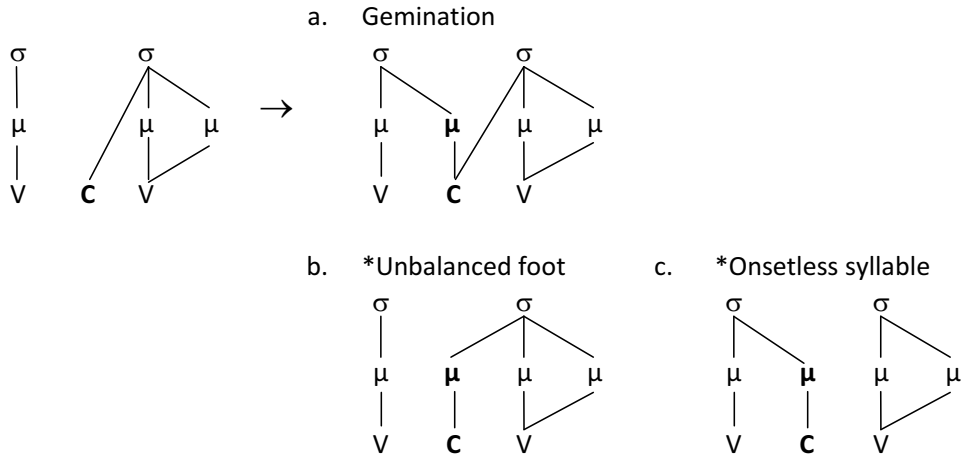 a. Gemination
σ σ σ σ
→
μ μ μ μ μ μ μ
V C V V C V
b. *Unbalanced foot c. *Onsetless syllable
σ σ σ σ
μ μ μ μ μ μ μ μ
V C V V C V